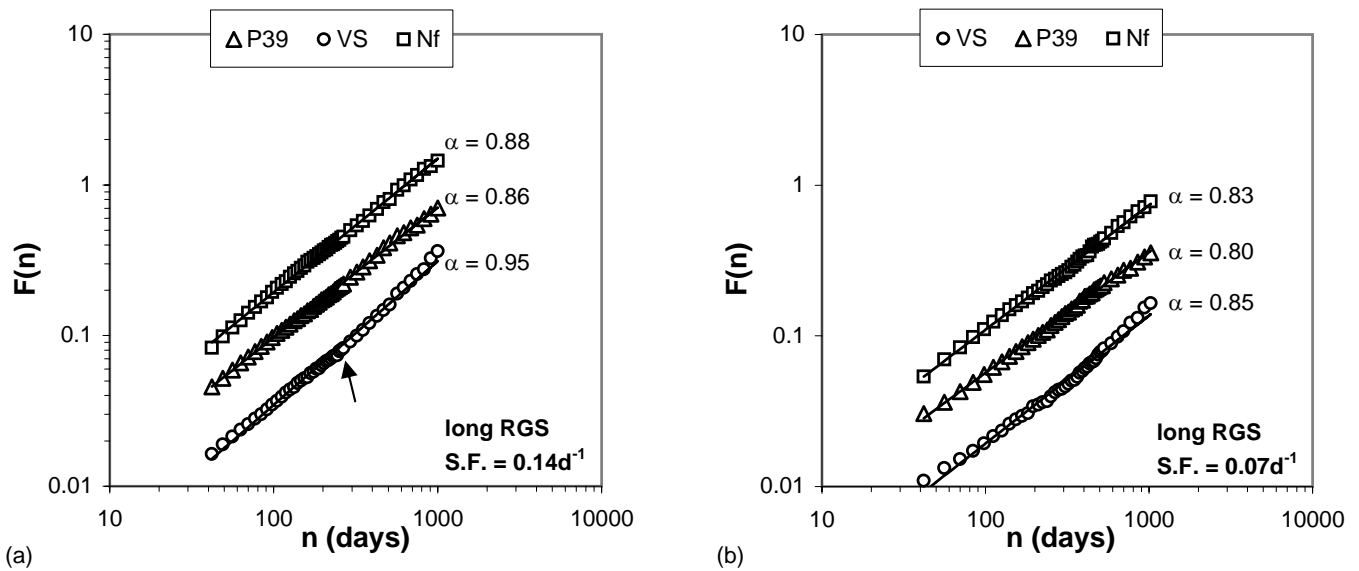 P39 VS Nf
10
1
0.1
0.01
F(n)
α = 0.88
α = 0.86
α = 0.95
long RGS
S.F. = 0.14d-1
10 100 1000 10000
n (days)
(a)
VS P39 Nf
10
1
0.1
0.01
F(n)
α = 0.83
α = 0.80
α = 0.85
long RGS
S.F. = 0.07d-1
10 100 1000 10000
n (days)
(b)